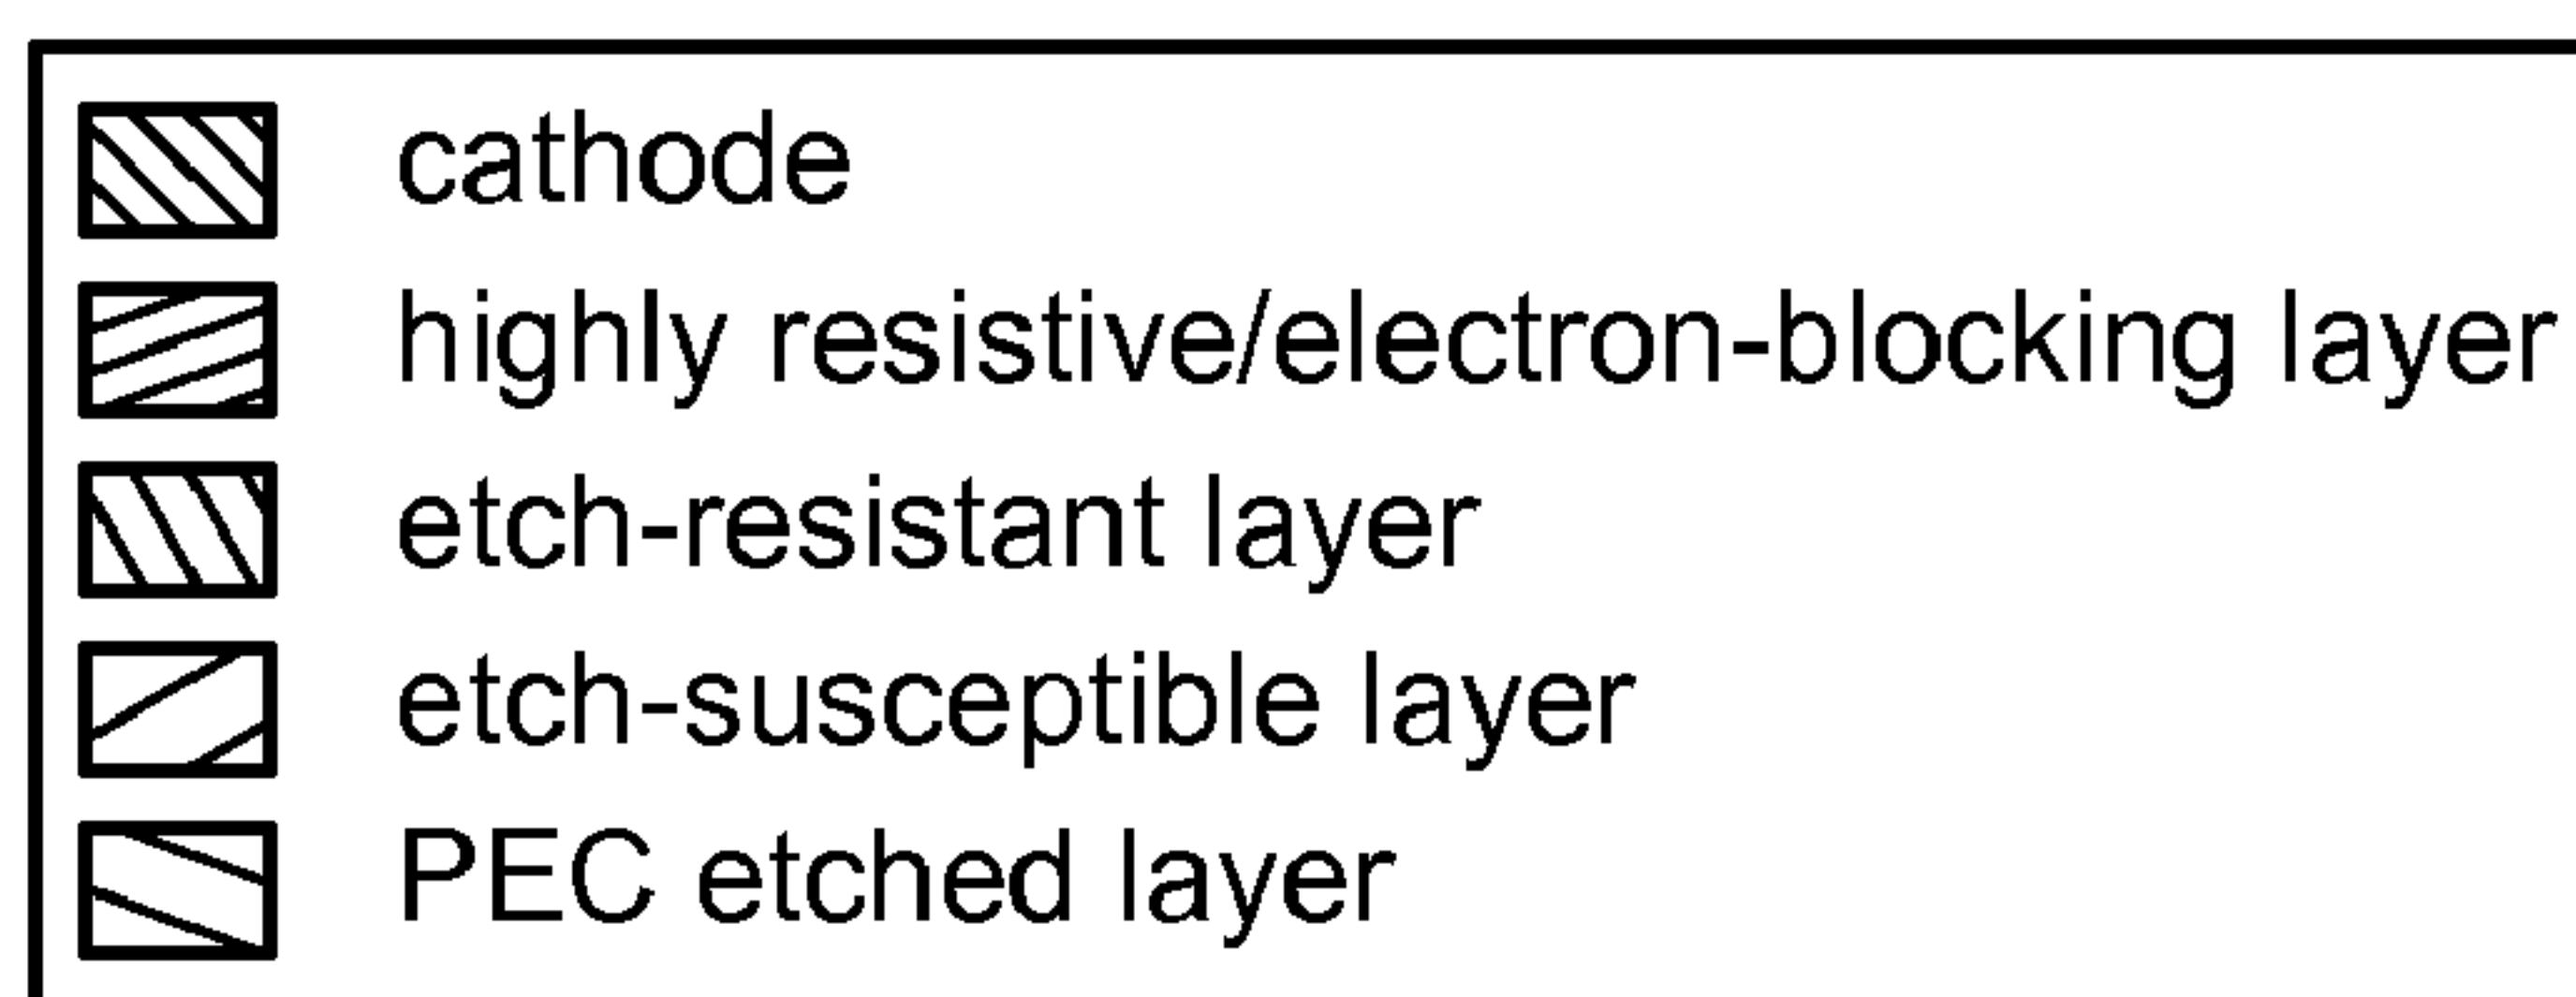 cathode
highly resistive/electron-blocking layer
etch-resistant layer
etch-susceptible layer
PEC etched layer